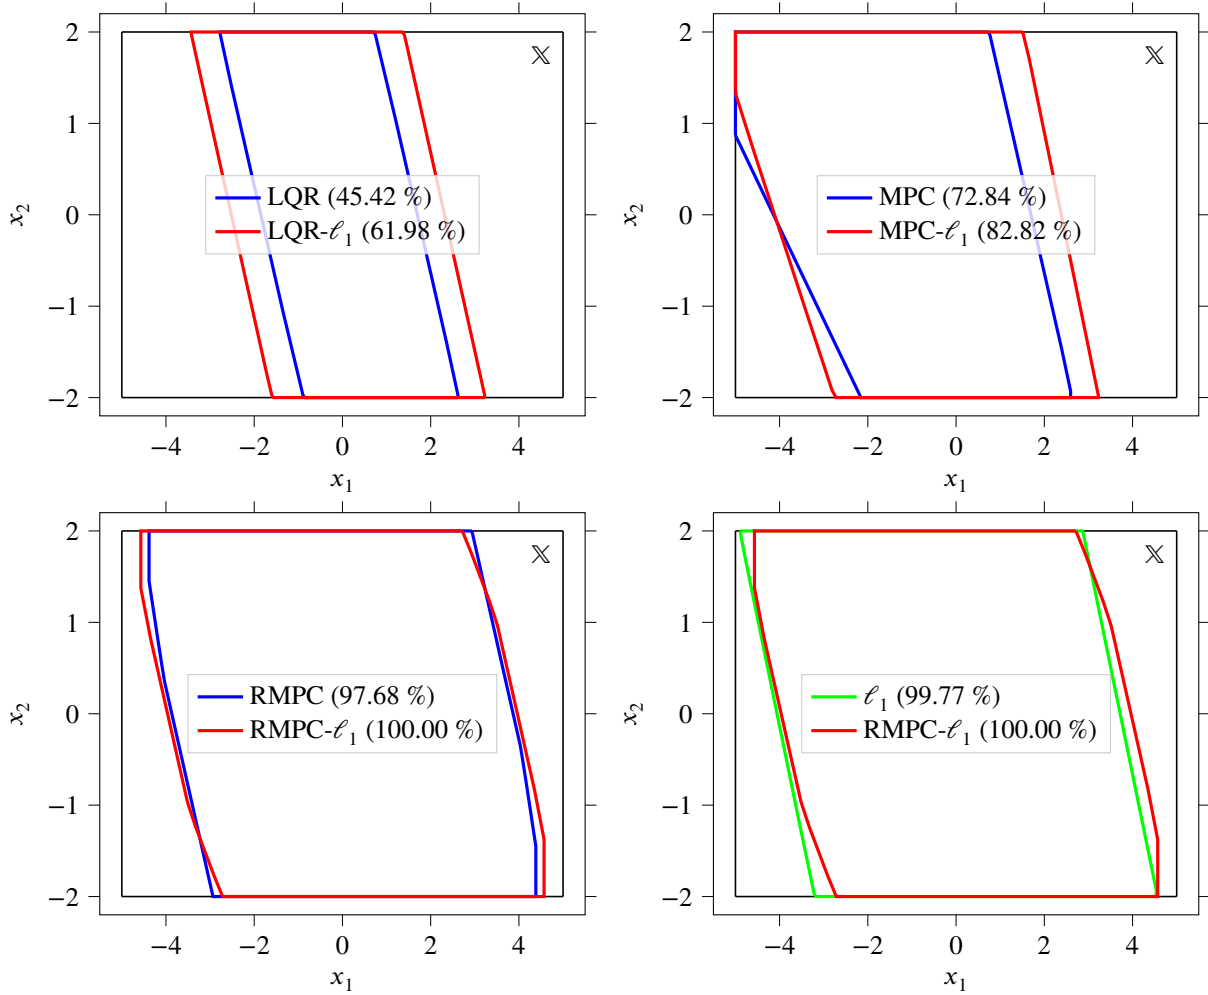 2
1
0
−1
−2
x₂
𝕏
LQR (45.42 %)
LQR-ℓ₁ (61.98 %)
−4 −2 0 2 4
x₁
2
1
0
−1
−2
x₂
𝕏
MPC (72.84 %)
MPC-ℓ₁ (82.82 %)
−4 −2 0 2 4
x₁
2
1
0
−1
−2
x₂
𝕏
RMPC (97.68 %)
RMPC-ℓ₁ (100.00 %)
−4 −2 0 2 4
x₁
2
1
0
−1
−2
x₂
𝕏
ℓ₁ (99.77 %)
RMPC-ℓ₁ (100.00 %)
−4 −2 0 2 4
x₁